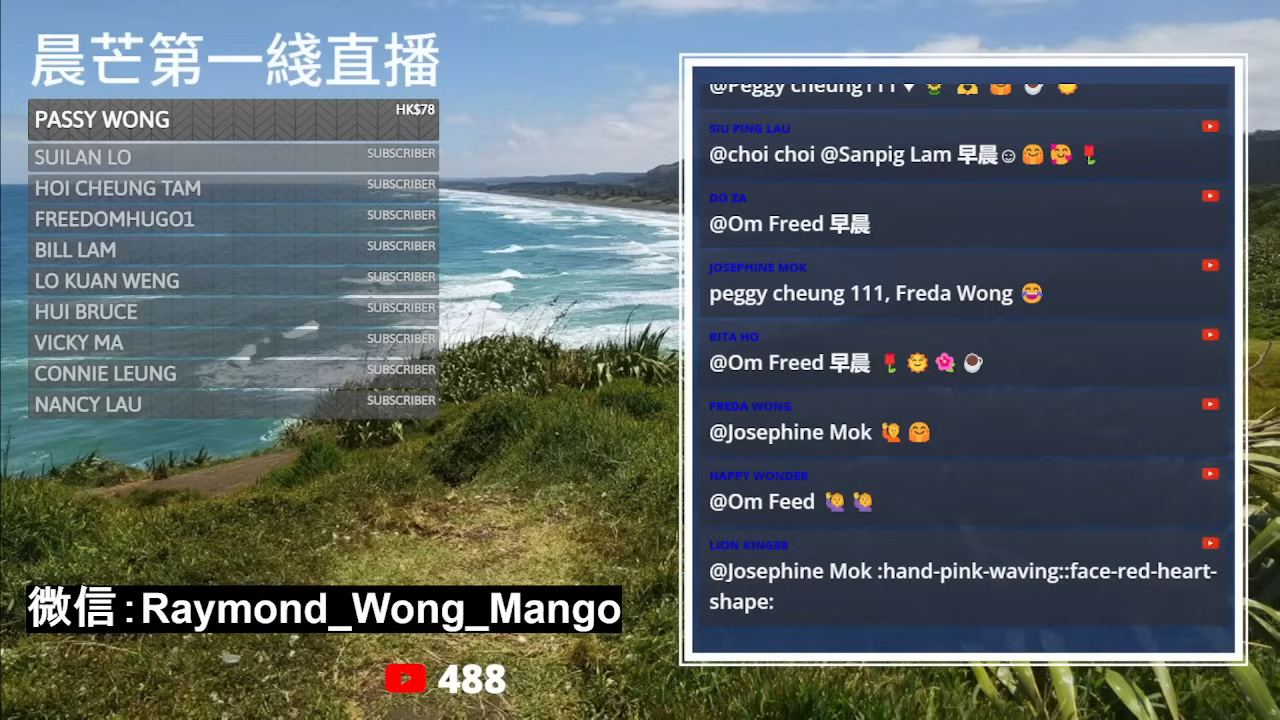 晨芒第一綫直播
PASSY WONG HK$78
SUILAN LO SUBSCRIBER
HOI CHEUNG TAM SUBSCRIBER
FREEDOMHUGO1 SUBSCRIBER
BILL LAM SUBSCRIBER
LO KUAN WENG SUBSCRIBER
HUI BRUCE SUBSCRIBER
VICKY MA SUBSCRIBER
CONNIE LEUNG SUBSCRIBER
NANCY LAU SUBSCRIBER
微信:Raymond_Wong_Mango
488
@Peggy cheung111
SIU PING LAU
@choi choi @Sanpig Lam 早晨☺🤗🥰🌷
DO ZA
@Om Freed 早晨
JOSEPHINE MOK
peggy cheung 111, Freda Wong 😂
RITA HO
@Om Freed 早晨 🌷🌞🌺☕
FREDA WONG
@Josephine Mok 🙋🤗
HAPPY WONDER
@Om Feed 🙋🙋
LION KING88
@Josephine Mok :hand-pink-waving::face-red-heart-
shape: